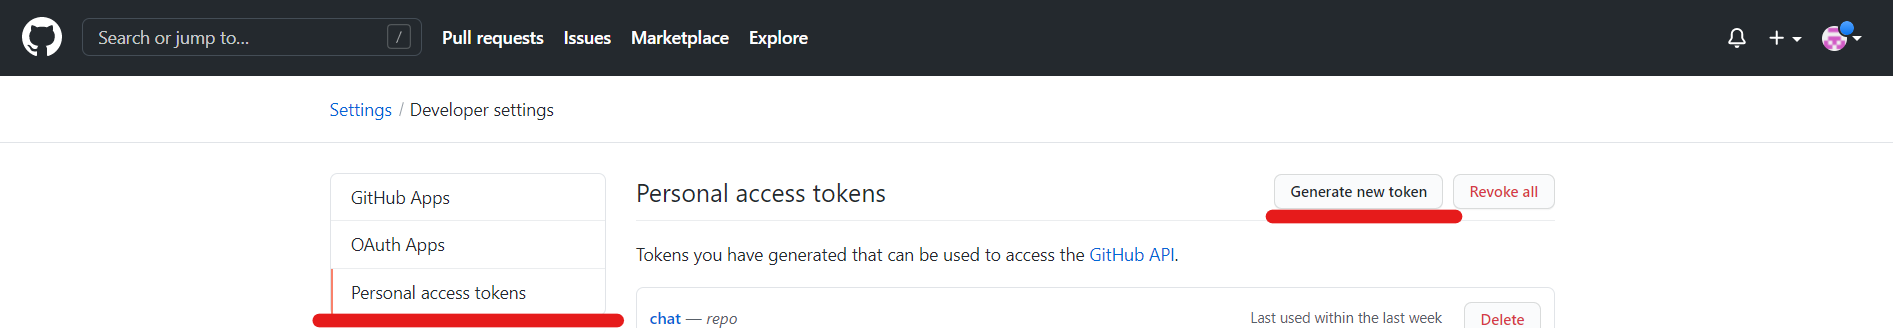 Search or jump to... / Pull requests Issues Marketplace Explore
Settings / Developer settings
GitHub Apps
OAuth Apps
Personal access tokens
Personal access tokens Generate new token Revoke all
Tokens you have generated that can be used to access the GitHub API.
chat — repo Last used within the last week Delete